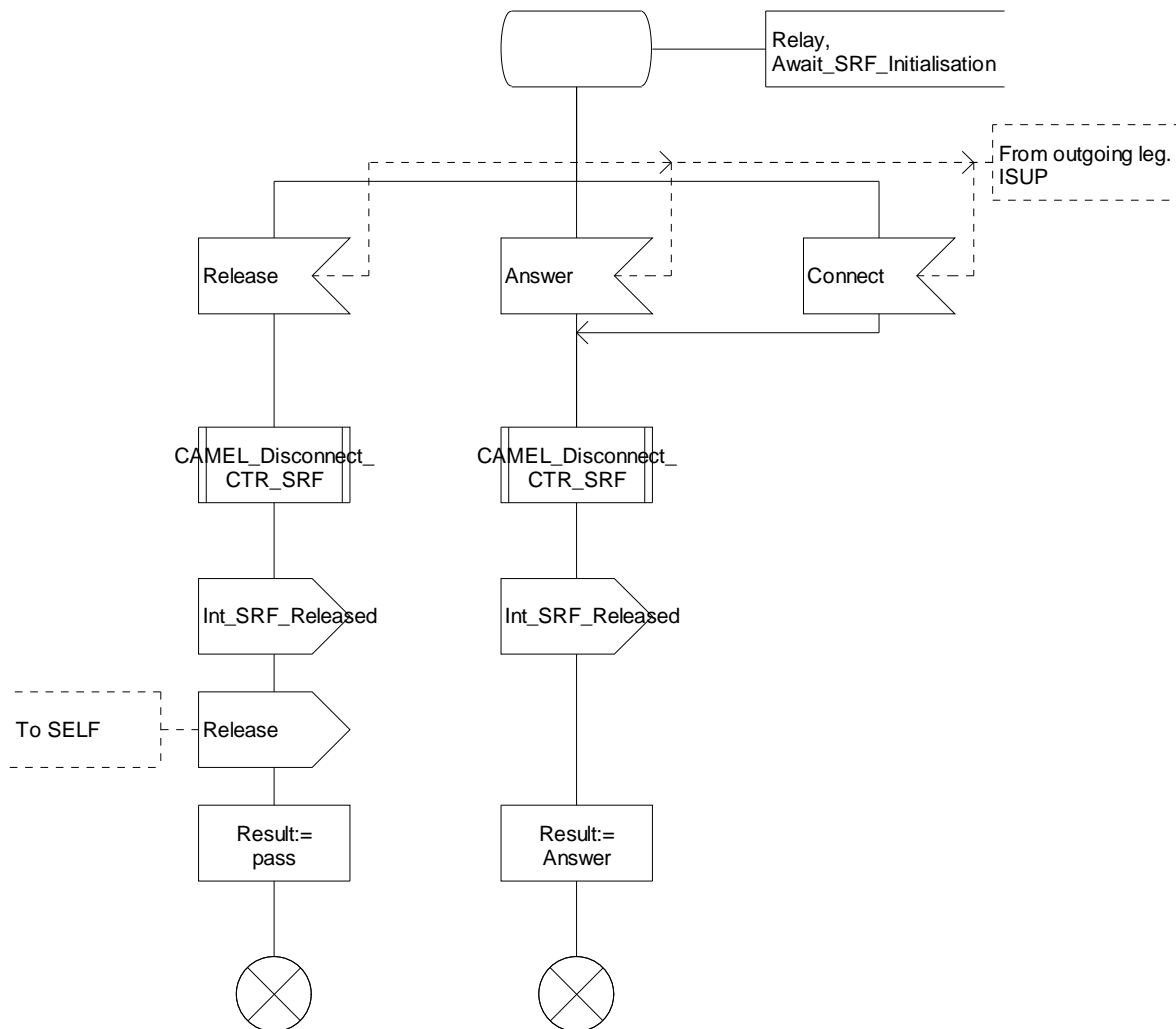 Relay,
Await_SRF_Initialisation
From outgoing leg.
ISUP
Release
Answer
Connect
CAMEL_Disconnect_
CTR_SRF
CAMEL_Disconnect_
CTR_SRF
Int_SRF_Released
Int_SRF_Released
To SELF
Release
Result:=
pass
Result:=
Answer